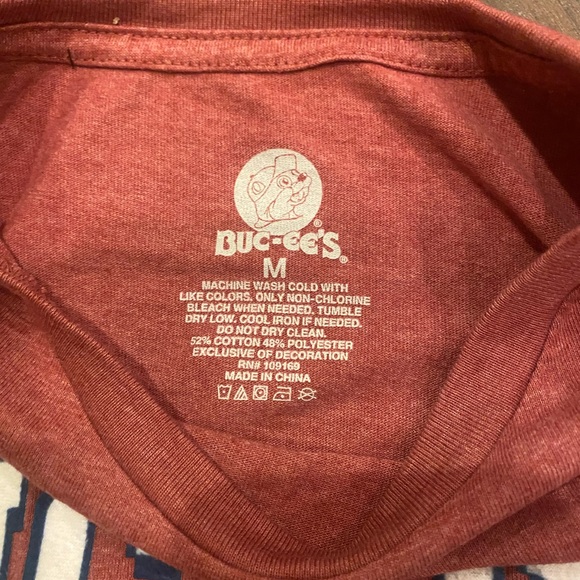 BUC-EE'S®
M
MACHINE WASH COLD WITH
LIKE COLORS. ONLY NON-CHLORINE
BLEACH WHEN NEEDED. TUMBLE
DRY LOW. COOL IRON IF NEEDED.
DO NOT DRY CLEAN.
52% COTTON 48% POLYESTER
EXCLUSIVE OF DECORATION
RN# 109169
MADE IN CHINA